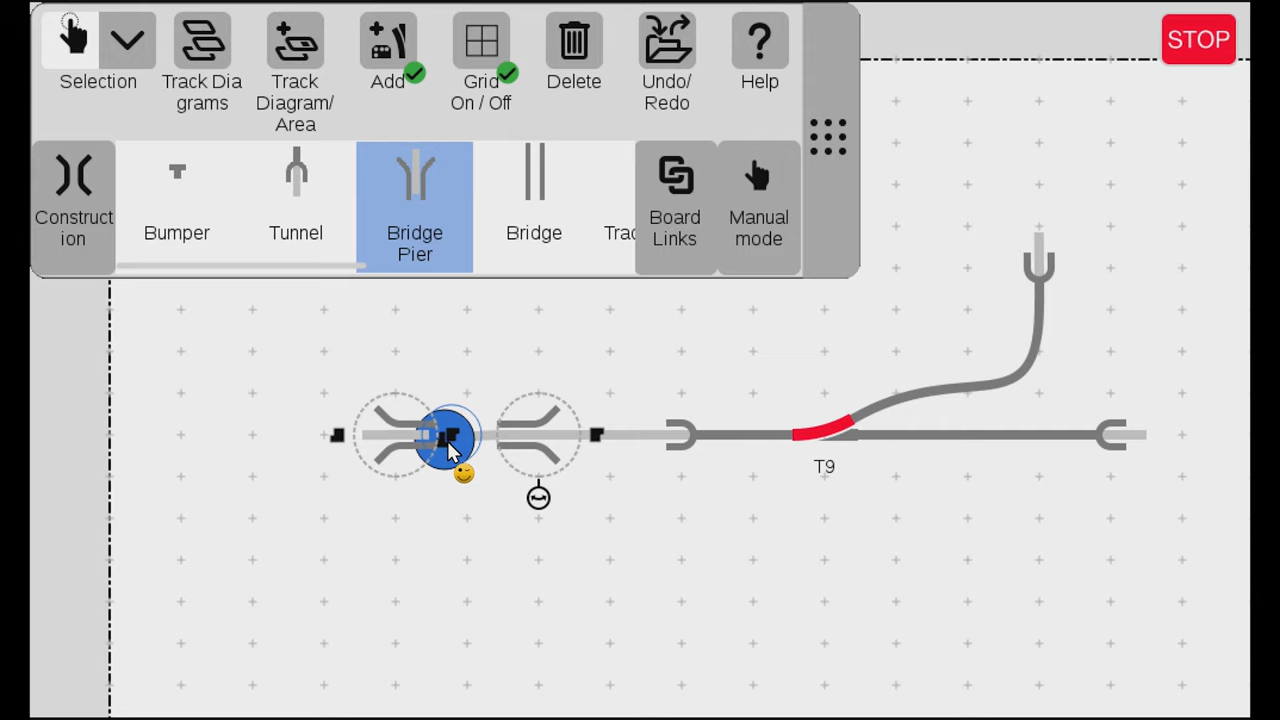 STOP
Selection
Track Dia
grams
Track
Diagram/
Area
Add
Grid
On / Off
Delete
Undo/
Redo
Help
Construct
ion
Bumper
Tunnel
Bridge
Pier
Bridge
Trac
Board
Links
Manual
mode
T9